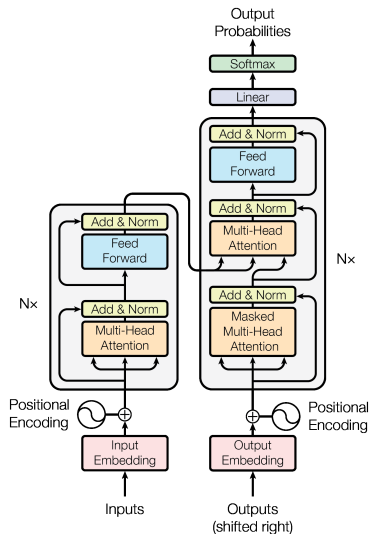 Output
Probabilities
Softmax
Linear
Add & Norm
Feed
Forward
Add & Norm
Multi-Head
Attention
Add & Norm
Masked
Multi-Head
Attention
Nx
Add & Norm
Feed
Forward
Add & Norm
Multi-Head
Attention
Nx
Positional
Encoding
Positional
Encoding
Input
Embedding
Output
Embedding
Inputs
Outputs
(shifted right)